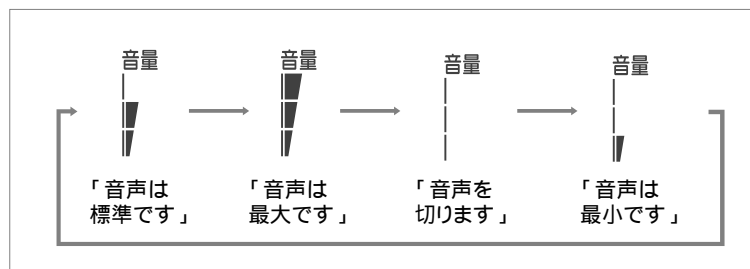 音量
「音声は
標準です」
音量
「音声は
最大です」
音量
「音声を
切ります」
音量
「音声は
最小です」